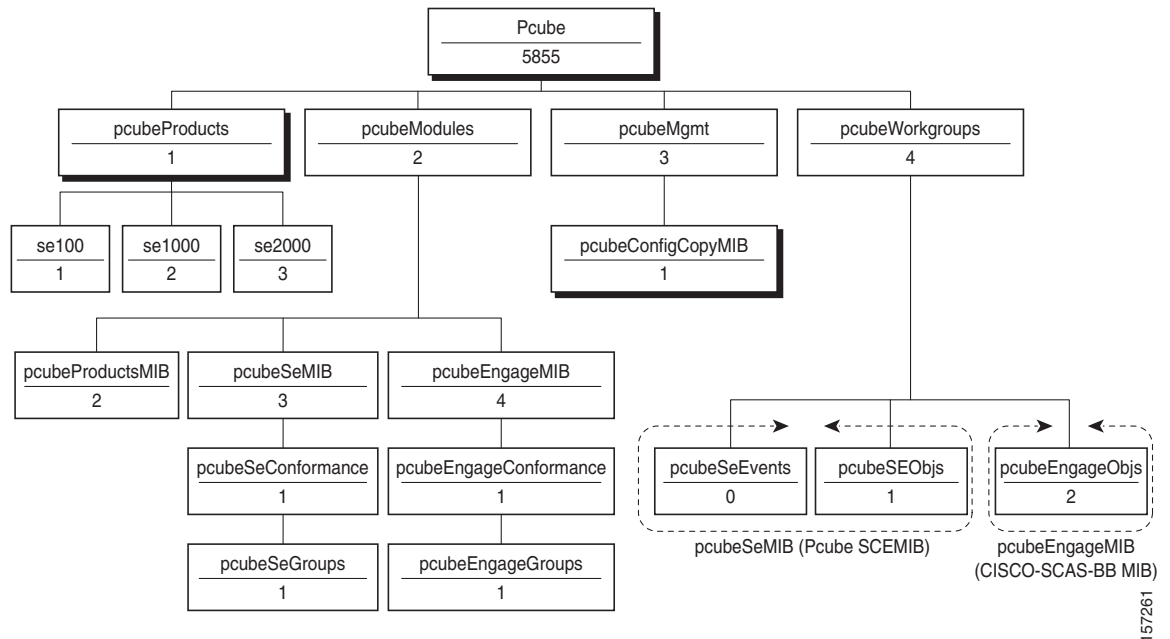 Pcube
5855
pcubeProducts
1
pcubeModules
2
pcubeMgmt
3
pcubeWorkgroups
4
se100
1
se1000
2
se2000
3
pcubeConfigCopyMIB
1
pcubeProductsMIB
2
pcubeSeMIB
3
pcubeEngageMIB
4
pcubeSeConformance
1
pcubeEngageConformance
1
pcubeSeEvents
0
pcubeSEObjs
1
pcubeEngageObjs
2
pcubeSeGroups
1
pcubeEngageGroups
1
pcubeSeMIB (Pcube SCEMIB)
pcubeEngageMIB
(CISCO-SCAS-BB MIB)
157261